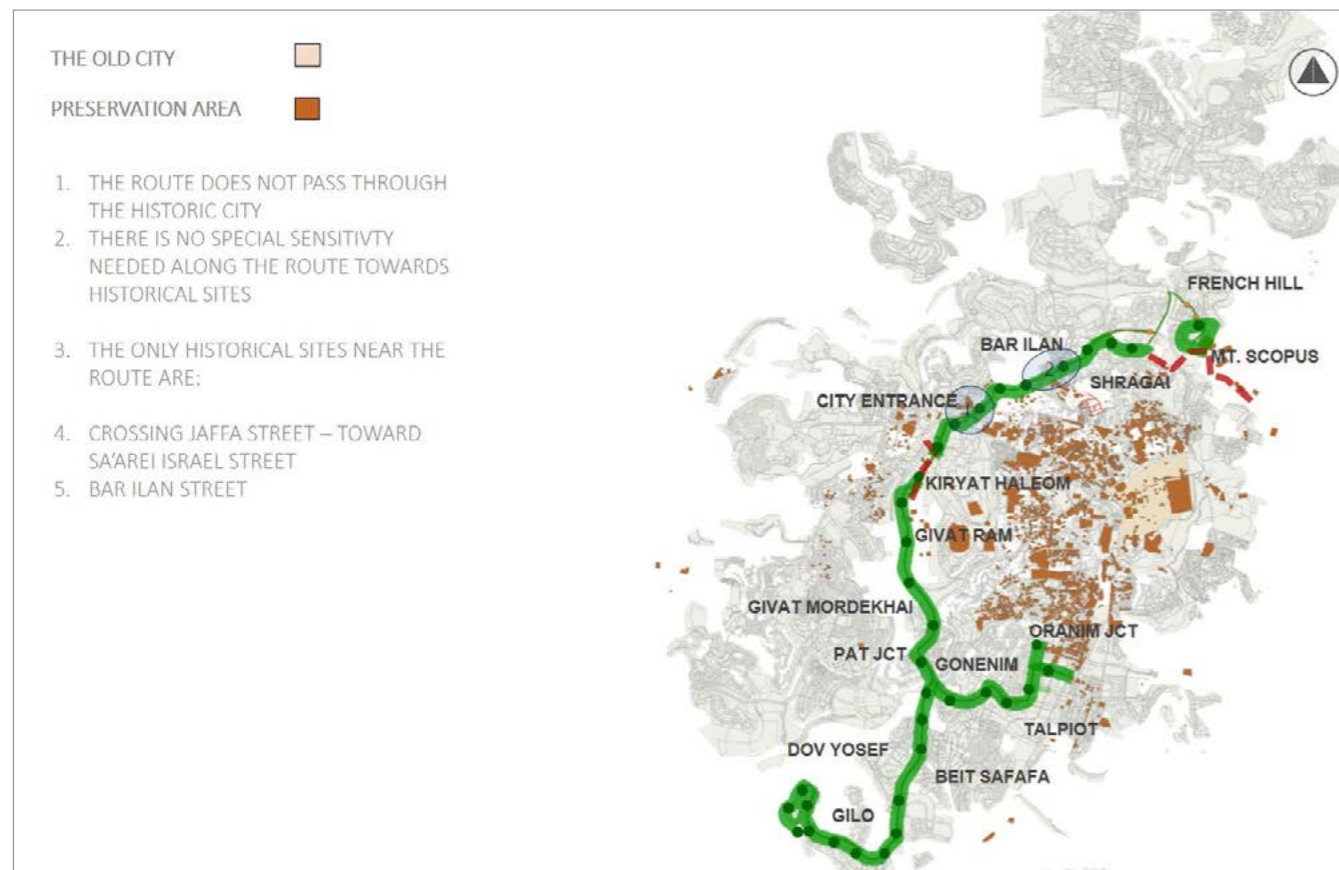 THE OLD CITY
PRESERVATION AREA
1. THE ROUTE DOES NOT PASS THROUGH
THE HISTORIC CITY
2. THERE IS NO SPECIAL SENSITIVTY
NEEDED ALONG THE ROUTE TOWARDS
HISTORICAL SITES
3. THE ONLY HISTORICAL SITES NEAR THE
ROUTE ARE:
4. CROSSING JAFFA STREET – TOWARD
SA'AREI ISRAEL STREET
5. BAR ILAN STREET
FRENCH HILL
BAR ILAN
2
MT. SCOPUS
SHRAGAI
CITY ENTRANCE
1
KIRYAT HALEOM
GIVAT RAM
GIVAT MORDEKHAI
ORANIM JCT
PAT JCT
GONENIM
TALPIOT
DOV YOSEF
BEIT SAFAFA
GILO